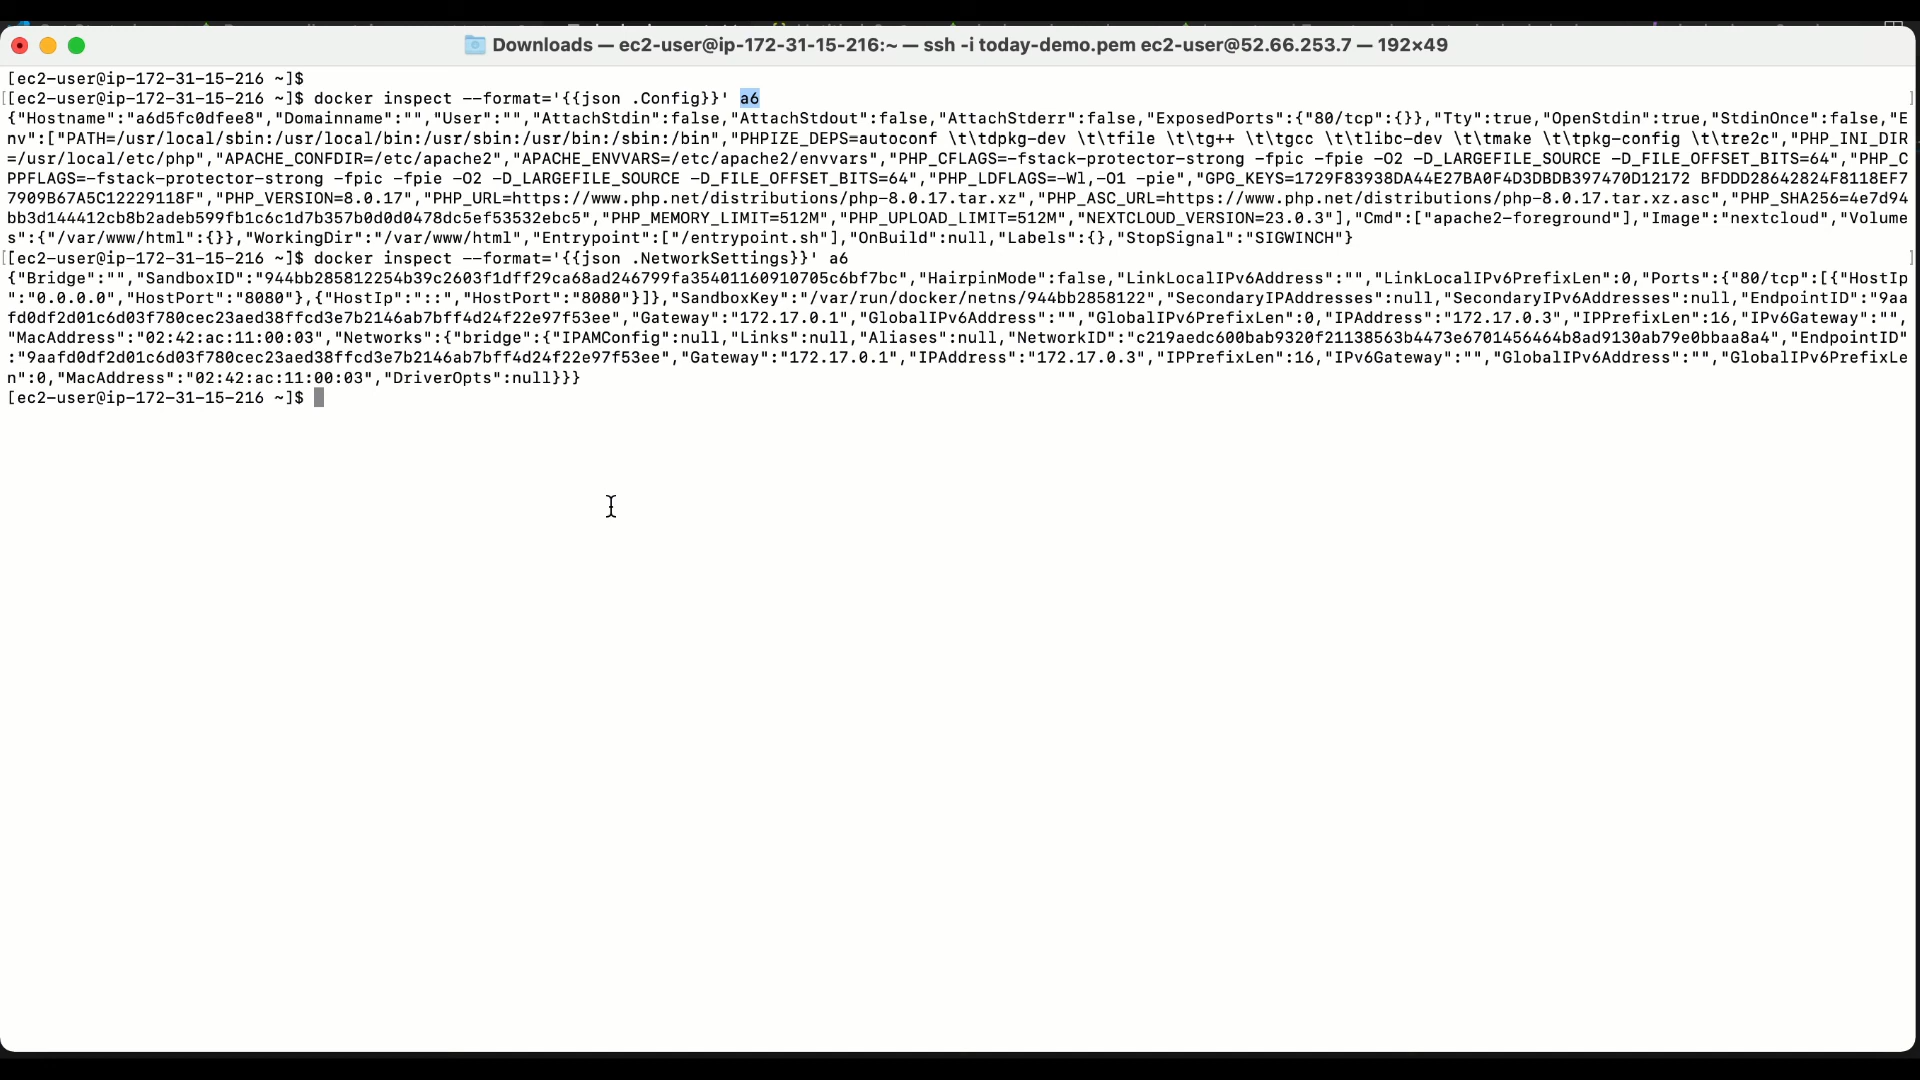 Downloads — ec2-user@ip-172-31-15-216:~ — ssh -i today-demo.pem ec2-user@52.66.253.7 — 192×49
[ec2-user@ip-172-31-15-216 ~]$
[[ec2-user@ip-172-31-15-216 ~]$ docker inspect --format='{{json .Config}}' a6 ]
{"Hostname":"a6d5fc0dfee8","Domainname":"","User":"","AttachStdin":false,"AttachStdout":false,"AttachStderr":false,"ExposedPorts":{"80/tcp":{}},"Tty":true,"OpenStdin":true,"StdinOnce":false,"E
nv":["PATH=/usr/local/sbin:/usr/local/bin:/usr/sbin:/usr/bin:/sbin:/bin","PHPIZE_DEPS=autoconf \t\tdpkg-dev \t\tfile \t\tg++ \t\tgcc \t\tlibc-dev \t\tmake \t\tpkg-config \t\tre2c","PHP_INI_DIR
=/usr/local/etc/php","APACHE_CONFDIR=/etc/apache2","APACHE_ENVVARS=/etc/apache2/envvars","PHP_CFLAGS=-fstack-protector-strong -fpic -fpie -O2 -D_LARGEFILE_SOURCE -D_FILE_OFFSET_BITS=64","PHP_C
PPFLAGS=-fstack-protector-strong -fpic -fpie -O2 -D_LARGEFILE_SOURCE -D_FILE_OFFSET_BITS=64","PHP_LDFLAGS=-Wl,-O1 -pie","GPG_KEYS=1729F83938DA44E27BA0F4D3DBDB397470D12172 BFDDD28642824F8118EF7
7909B67A5C12229118F","PHP_VERSION=8.0.17","PHP_URL=https://www.php.net/distributions/php-8.0.17.tar.xz","PHP_ASC_URL=https://www.php.net/distributions/php-8.0.17.tar.xz.asc","PHP_SHA256=4e7d94
bb3d144412cb8b2adeb599fb1c6c1d7b357b0d0d0478dc5ef53532ebc5","PHP_MEMORY_LIMIT=512M","PHP_UPLOAD_LIMIT=512M","NEXTCLOUD_VERSION=23.0.3"],"Cmd":["apache2-foreground"],"Image":"nextcloud","Volume
s":{"/var/www/html":{}},"WorkingDir":"/var/www/html","Entrypoint":["/entrypoint.sh"],"OnBuild":null,"Labels":{},"StopSignal":"SIGWINCH"}
[[ec2-user@ip-172-31-15-216 ~]$ docker inspect --format='{{json .NetworkSettings}}' a6 ]
{"Bridge":"","SandboxID":"944bb285812254b39c2603f1dff29ca68ad246799fa35401160910705c6bf7bc","HairpinMode":false,"LinkLocalIPv6Address":"","LinkLocalIPv6PrefixLen":0,"Ports":{"80/tcp":[{"HostIp
":"0.0.0.0","HostPort":"8080"},{"HostIp":"::","HostPort":"8080"}]},"SandboxKey":"/var/run/docker/netns/944bb2858122","SecondaryIPAddresses":null,"SecondaryIPv6Addresses":null,"EndpointID":"9aa
fd0df2d01c6d03f780cec23aed38ffcd3e7b2146ab7bff4d24f22e97f53ee","Gateway":"172.17.0.1","GlobalIPv6Address":"","GlobalIPv6PrefixLen":0,"IPAddress":"172.17.0.3","IPPrefixLen":16,"IPv6Gateway":"",
"MacAddress":"02:42:ac:11:00:03","Networks":{"bridge":{"IPAMConfig":null,"Links":null,"Aliases":null,"NetworkID":"c219aedc600bab9320f21138563b4473e6701456464b8ad9130ab79e0bbaa8a4","EndpointID"
:"9aafd0df2d01c6d03f780cec23aed38ffcd3e7b2146ab7bff4d24f22e97f53ee","Gateway":"172.17.0.1","IPAddress":"172.17.0.3","IPPrefixLen":16,"IPv6Gateway":"","GlobalIPv6Address":"","GlobalIPv6PrefixLe
n":0,"MacAddress":"02:42:ac:11:00:03","DriverOpts":null}}}
[ec2-user@ip-172-31-15-216 ~]$